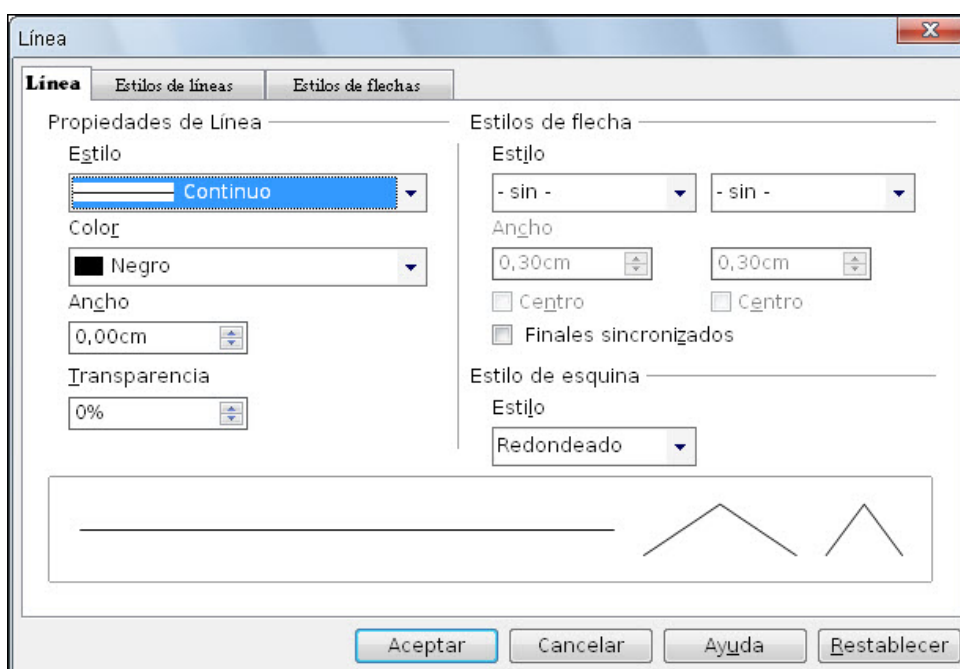 Línea
Línea
Estilos de líneas
Estilos de flechas
Propiedades de Línea
Estilo
Continuo
Color
Negro
Ancho
0,00cm
Transparencia
0%
Estilos de flecha
Estilo
- sin -
- sin -
Ancho
0,30cm
0,30cm
Centro
Centro
Finales sincronizados
Estilo de esquina
Estilo
Redondeado
Aceptar
Cancelar
Ayuda
Restablecer